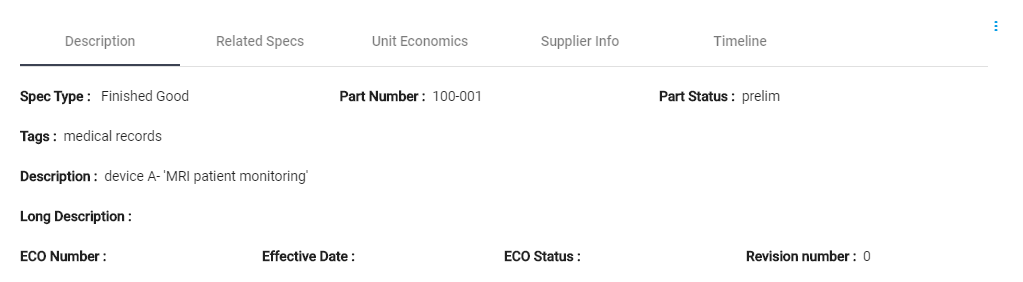 Description Related Specs Unit Economics Supplier Info Timeline
Spec Type : Finished Good Part Number : 100-001 Part Status : prelim
Tags : medical records
Description : device A- 'MRI patient monitoring'
Long Description :
ECO Number : Effective Date : ECO Status : Revision number : 0